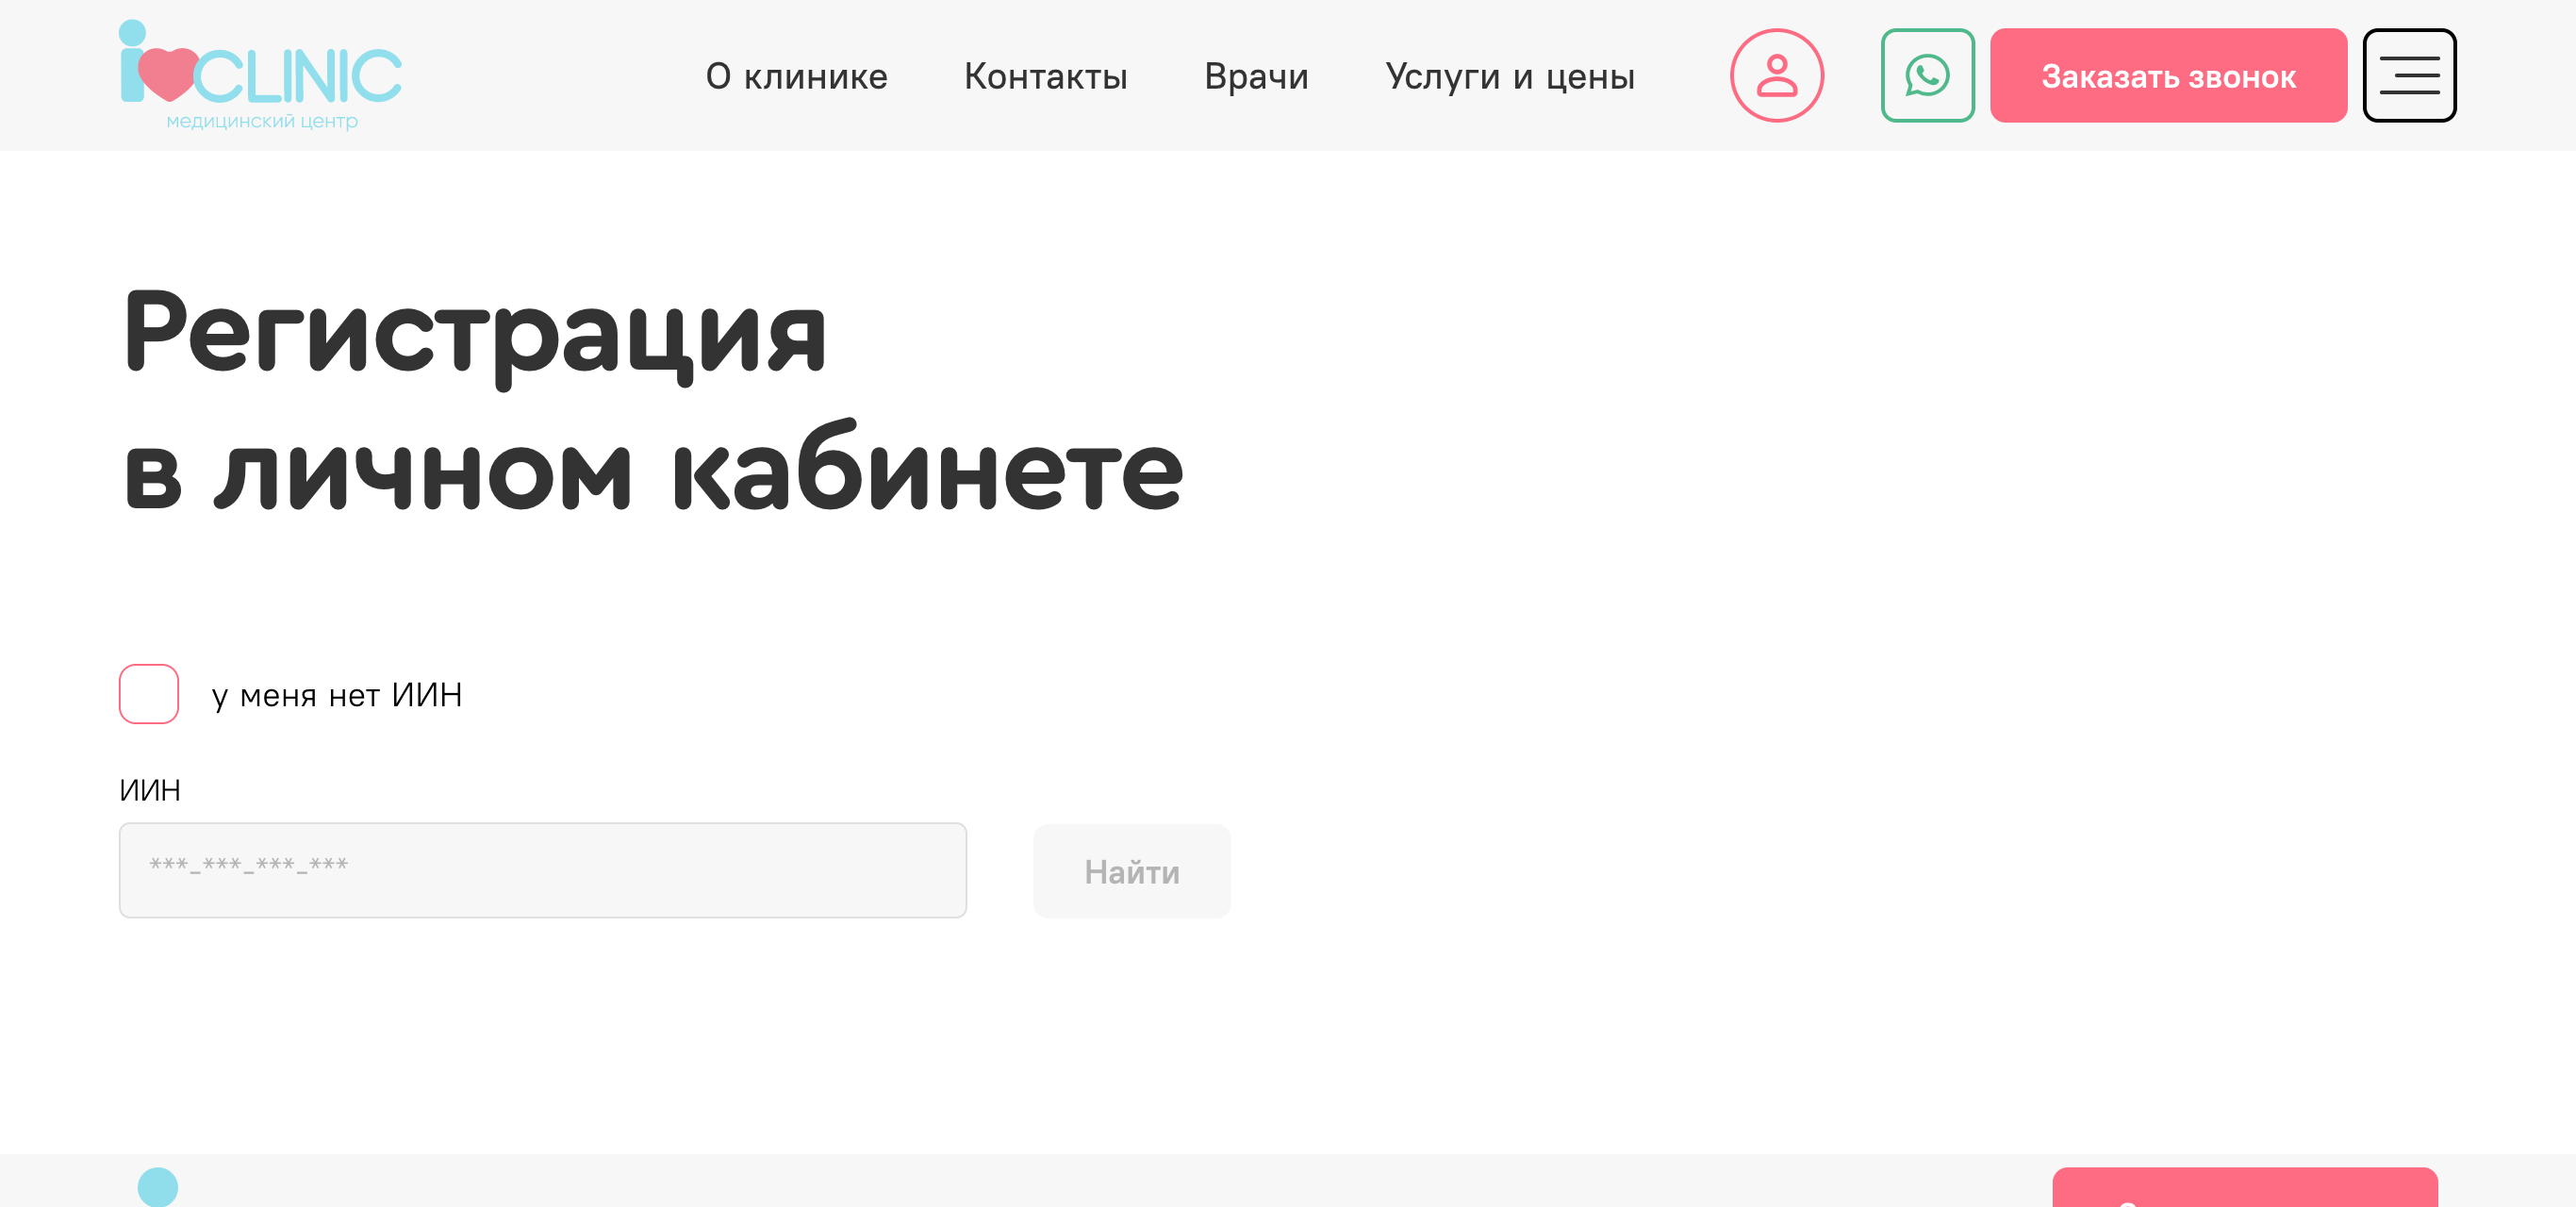 iCLINIC
медицинский центр
О клинике
Контакты
Врачи
Услуги и цены
Заказать звонок
Регистрация
в личном кабинете
у меня нет ИИН
ИИН
***_***_***_***
Найти